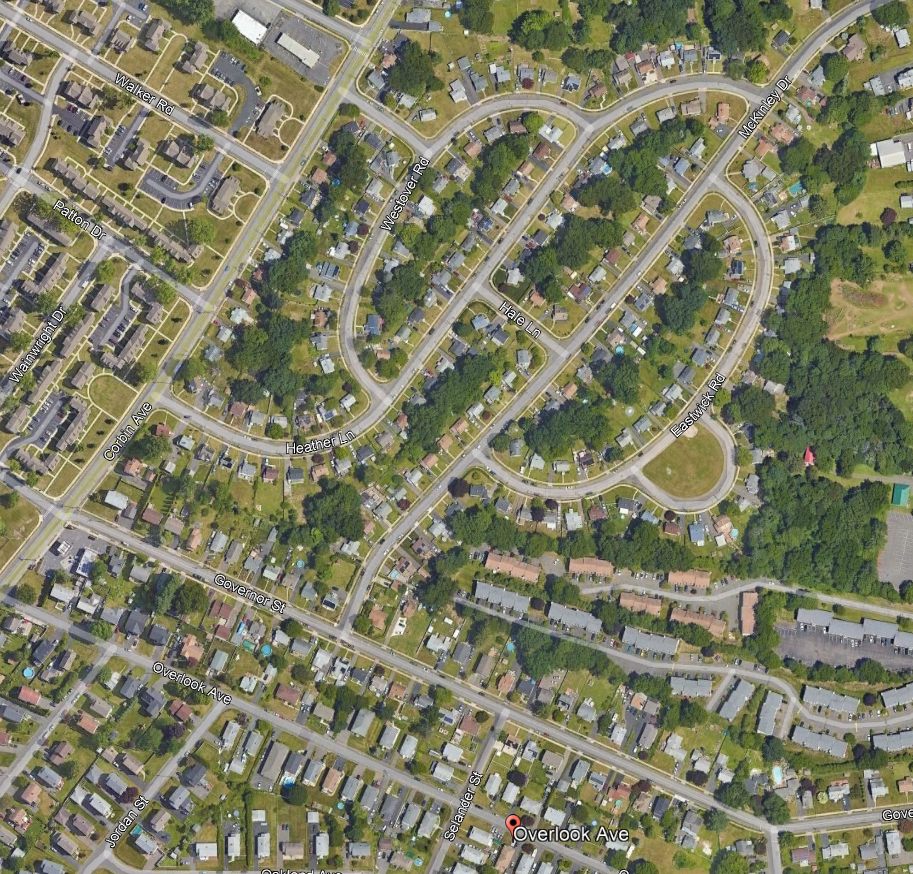 Walker Rd
McKinley Dr
Westover Rd
Patton Dr
Hale Ln
Wainwright Dr
Eastwick Rd
Corbin Ave
Heather Ln
Governor St
Overlook Ave
Jordan St
Selander St
Overlook Ave
Gove